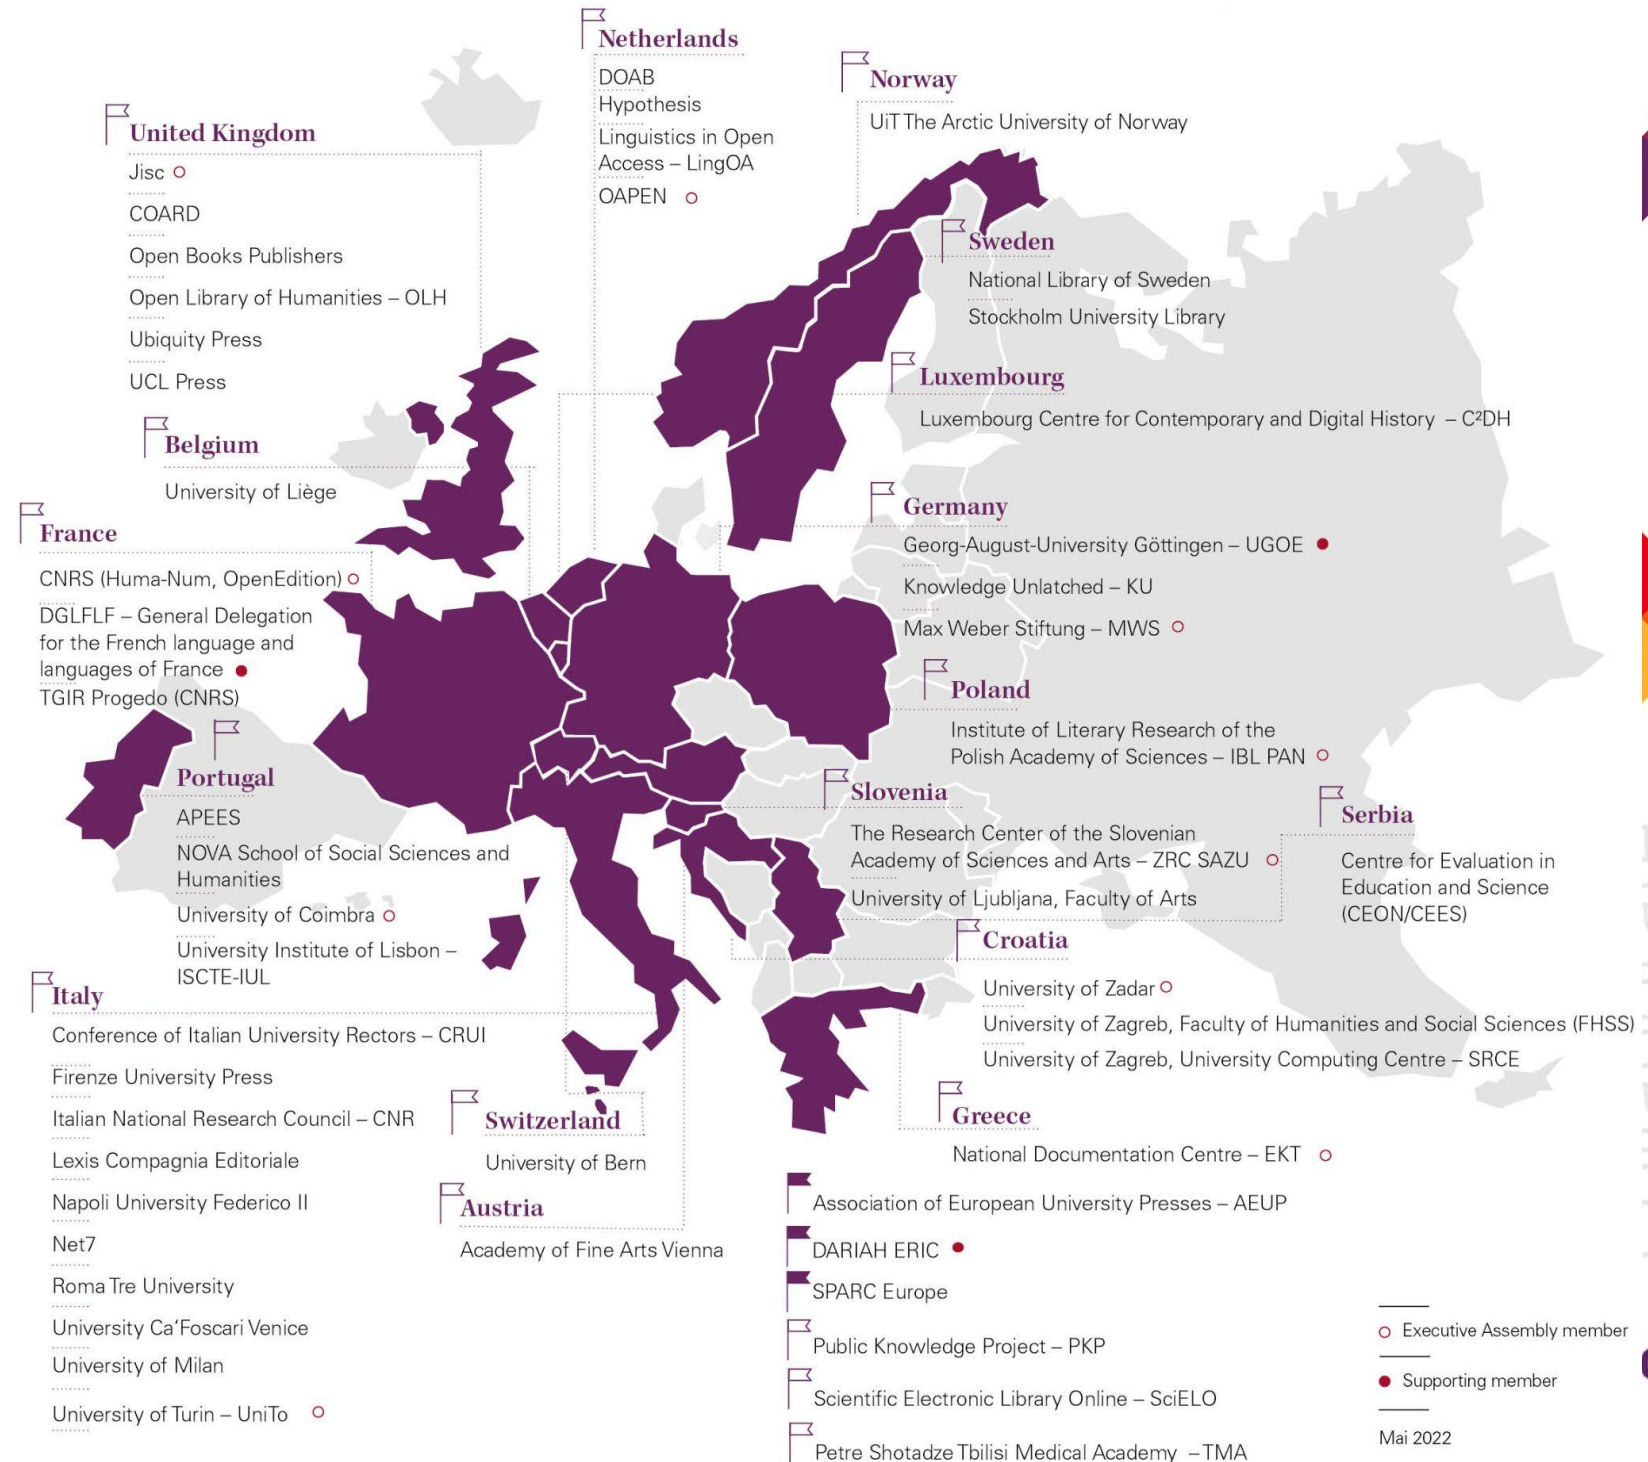 Netherlands
DOAB
Hypothesis
Linguistics in Open
Access – LingOA
OAPEN
Norway
UiT The Arctic University of Norway
United Kingdom
Jisc
COARD
Open Books Publishers
Open Library of Humanities – OLH
Ubiquity Press
UCL Press
Sweden
National Library of Sweden
Stockholm University Library
Luxembourg
Luxembourg Centre for Contemporary and Digital History – C²DH
Belgium
University of Liège
Germany
Georg-August-University Göttingen – UGOE
Knowledge Unlatched – KU
Max Weber Stiftung – MWS
France
CNRS (Huma-Num, OpenEdition)
DGLFLF – General Delegation
for the French language and
languages of France
TGIR Progedo (CNRS)
Poland
Institute of Literary Research of the
Polish Academy of Sciences – IBL PAN
Portugal
APEES
NOVA School of Social Sciences and
Humanities
University of Coimbra
University Institute of Lisbon –
ISCTE-IUL
Slovenia
The Research Center of the Slovenian
Academy of Sciences and Arts – ZRC SAZU
University of Ljubljana, Faculty of Arts
Serbia
Centre for Evaluation in
Education and Science
(CEON/CEES)
Croatia
University of Zadar
University of Zagreb, Faculty of Humanities and Social Sciences (FHSS)
University of Zagreb, University Computing Centre – SRCE
Italy
Conference of Italian University Rectors – CRUI
Firenze University Press
Italian National Research Council – CNR
Lexis Compagnia Editoriale
Napoli University Federico II
Net7
Roma Tre University
University Ca‘Foscari Venice
University of Milan
University of Turin – UniTo
Switzerland
University of Bern
Austria
Academy of Fine Arts Vienna
Greece
National Documentation Centre – EKT
Association of European University Presses – AEUP
DARIAH ERIC
SPARC Europe
Public Knowledge Project – PKP
Scientific Electronic Library Online – SciELO
Petre Shotadze Tbilisi Medical Academy – TMA
Executive Assembly member
Supporting member
Mai 2022